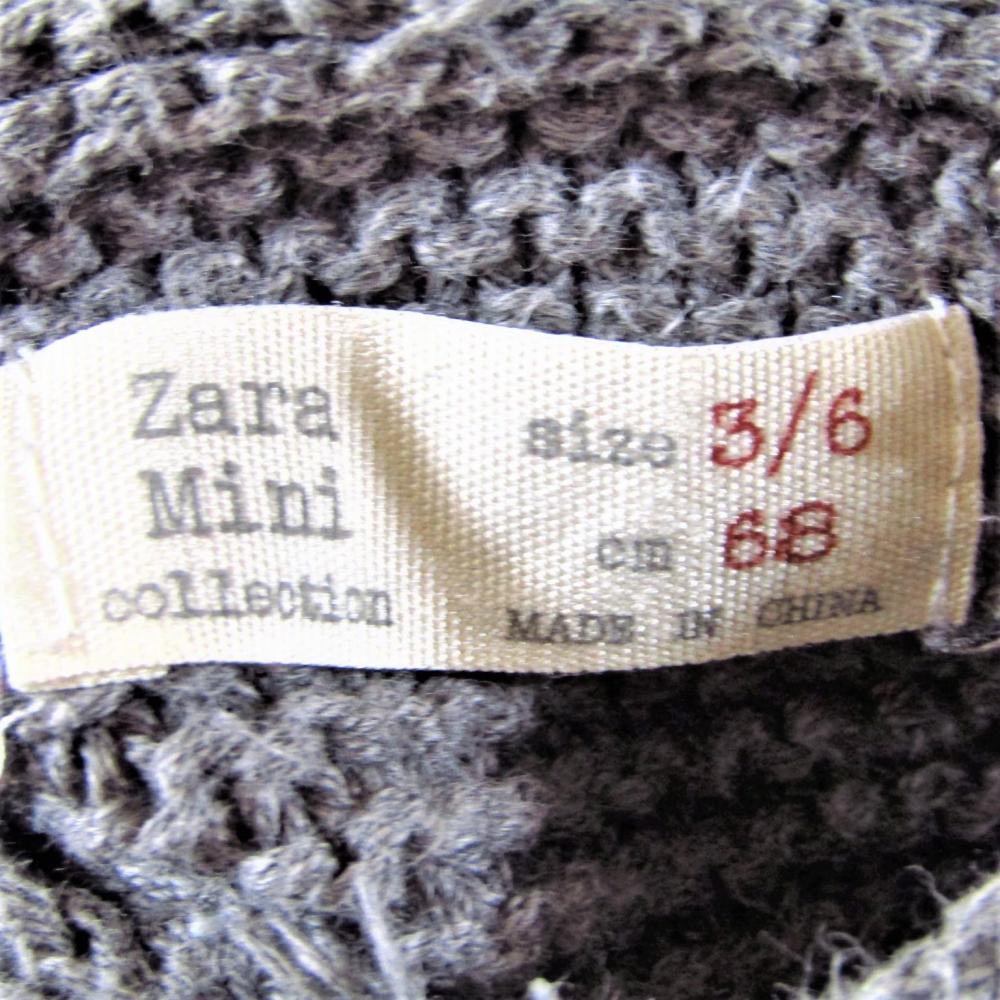 Zara
Mini
collection
size 3/6
cm 68
MADE IN CHINA